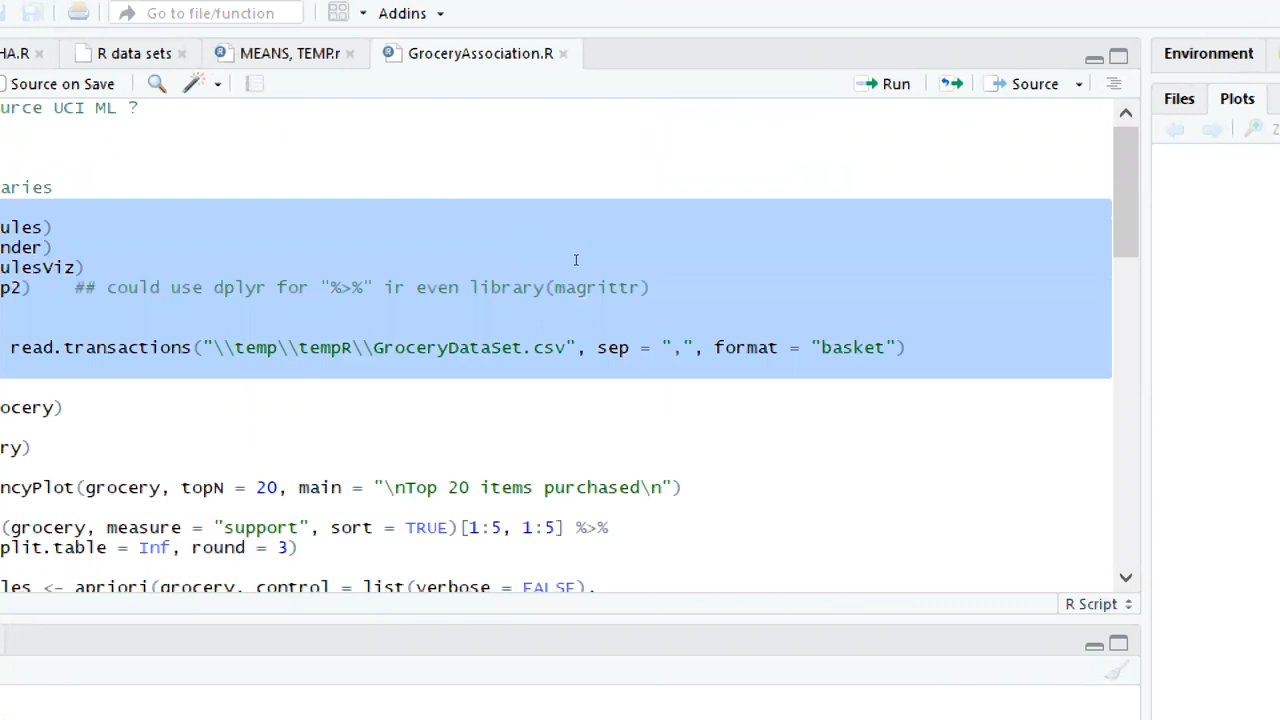 Go to file/function
Addins
HA.R
R data sets
MEANS, TEMP.r
GroceryAssociation.R
Environment
Source on Save
Run
Source
Files
Plots
Z
urce UCI ML ?
aries
ules)
nder)
ulesViz)
p2) ## could use dplyr for "%>%" ir even library(magrittr)
read.transactions("\\temp\\tempR\\GroceryDataSet.csv", sep = ",", format = "basket")
ocery)
ry)
ncyPlot(grocery, topN = 20, main = "\nTop 20 items purchased\n")
(grocery, measure = "support", sort = TRUE)[1:5, 1:5] %>%
plit.table = Inf, round = 3)
les <- apriori(grocery, control = list(verbose = FALSE),
R Script